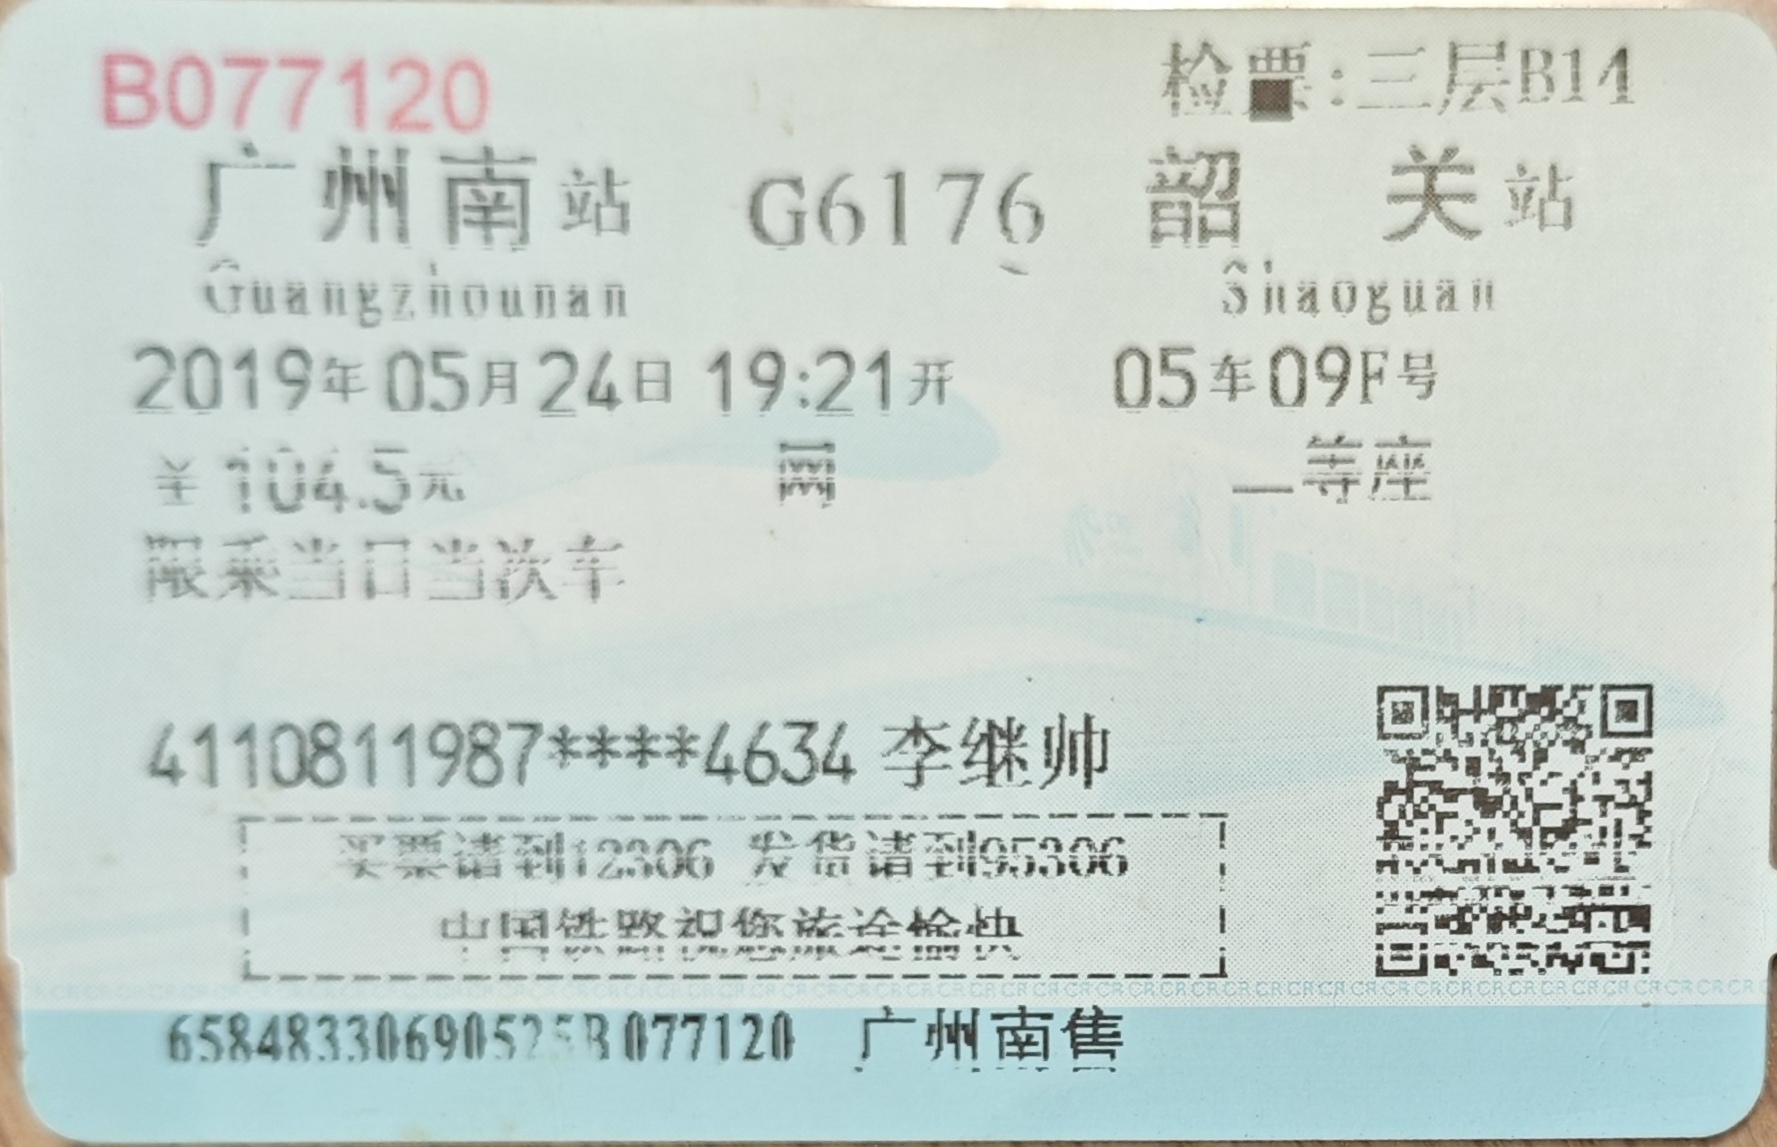 B077120 检票:三层B14
广州南站 G6176 韶关站
Guangzhounan Shaoguan
2019年05月24日 19:21开 05车09F号
￥104.5元 网 二等座
限乘当日当次车
4110811987****4634 李继帅
买票请到12306 发货请到95306
中国铁路祝您旅途愉快
65848330690525B077120 广州南售